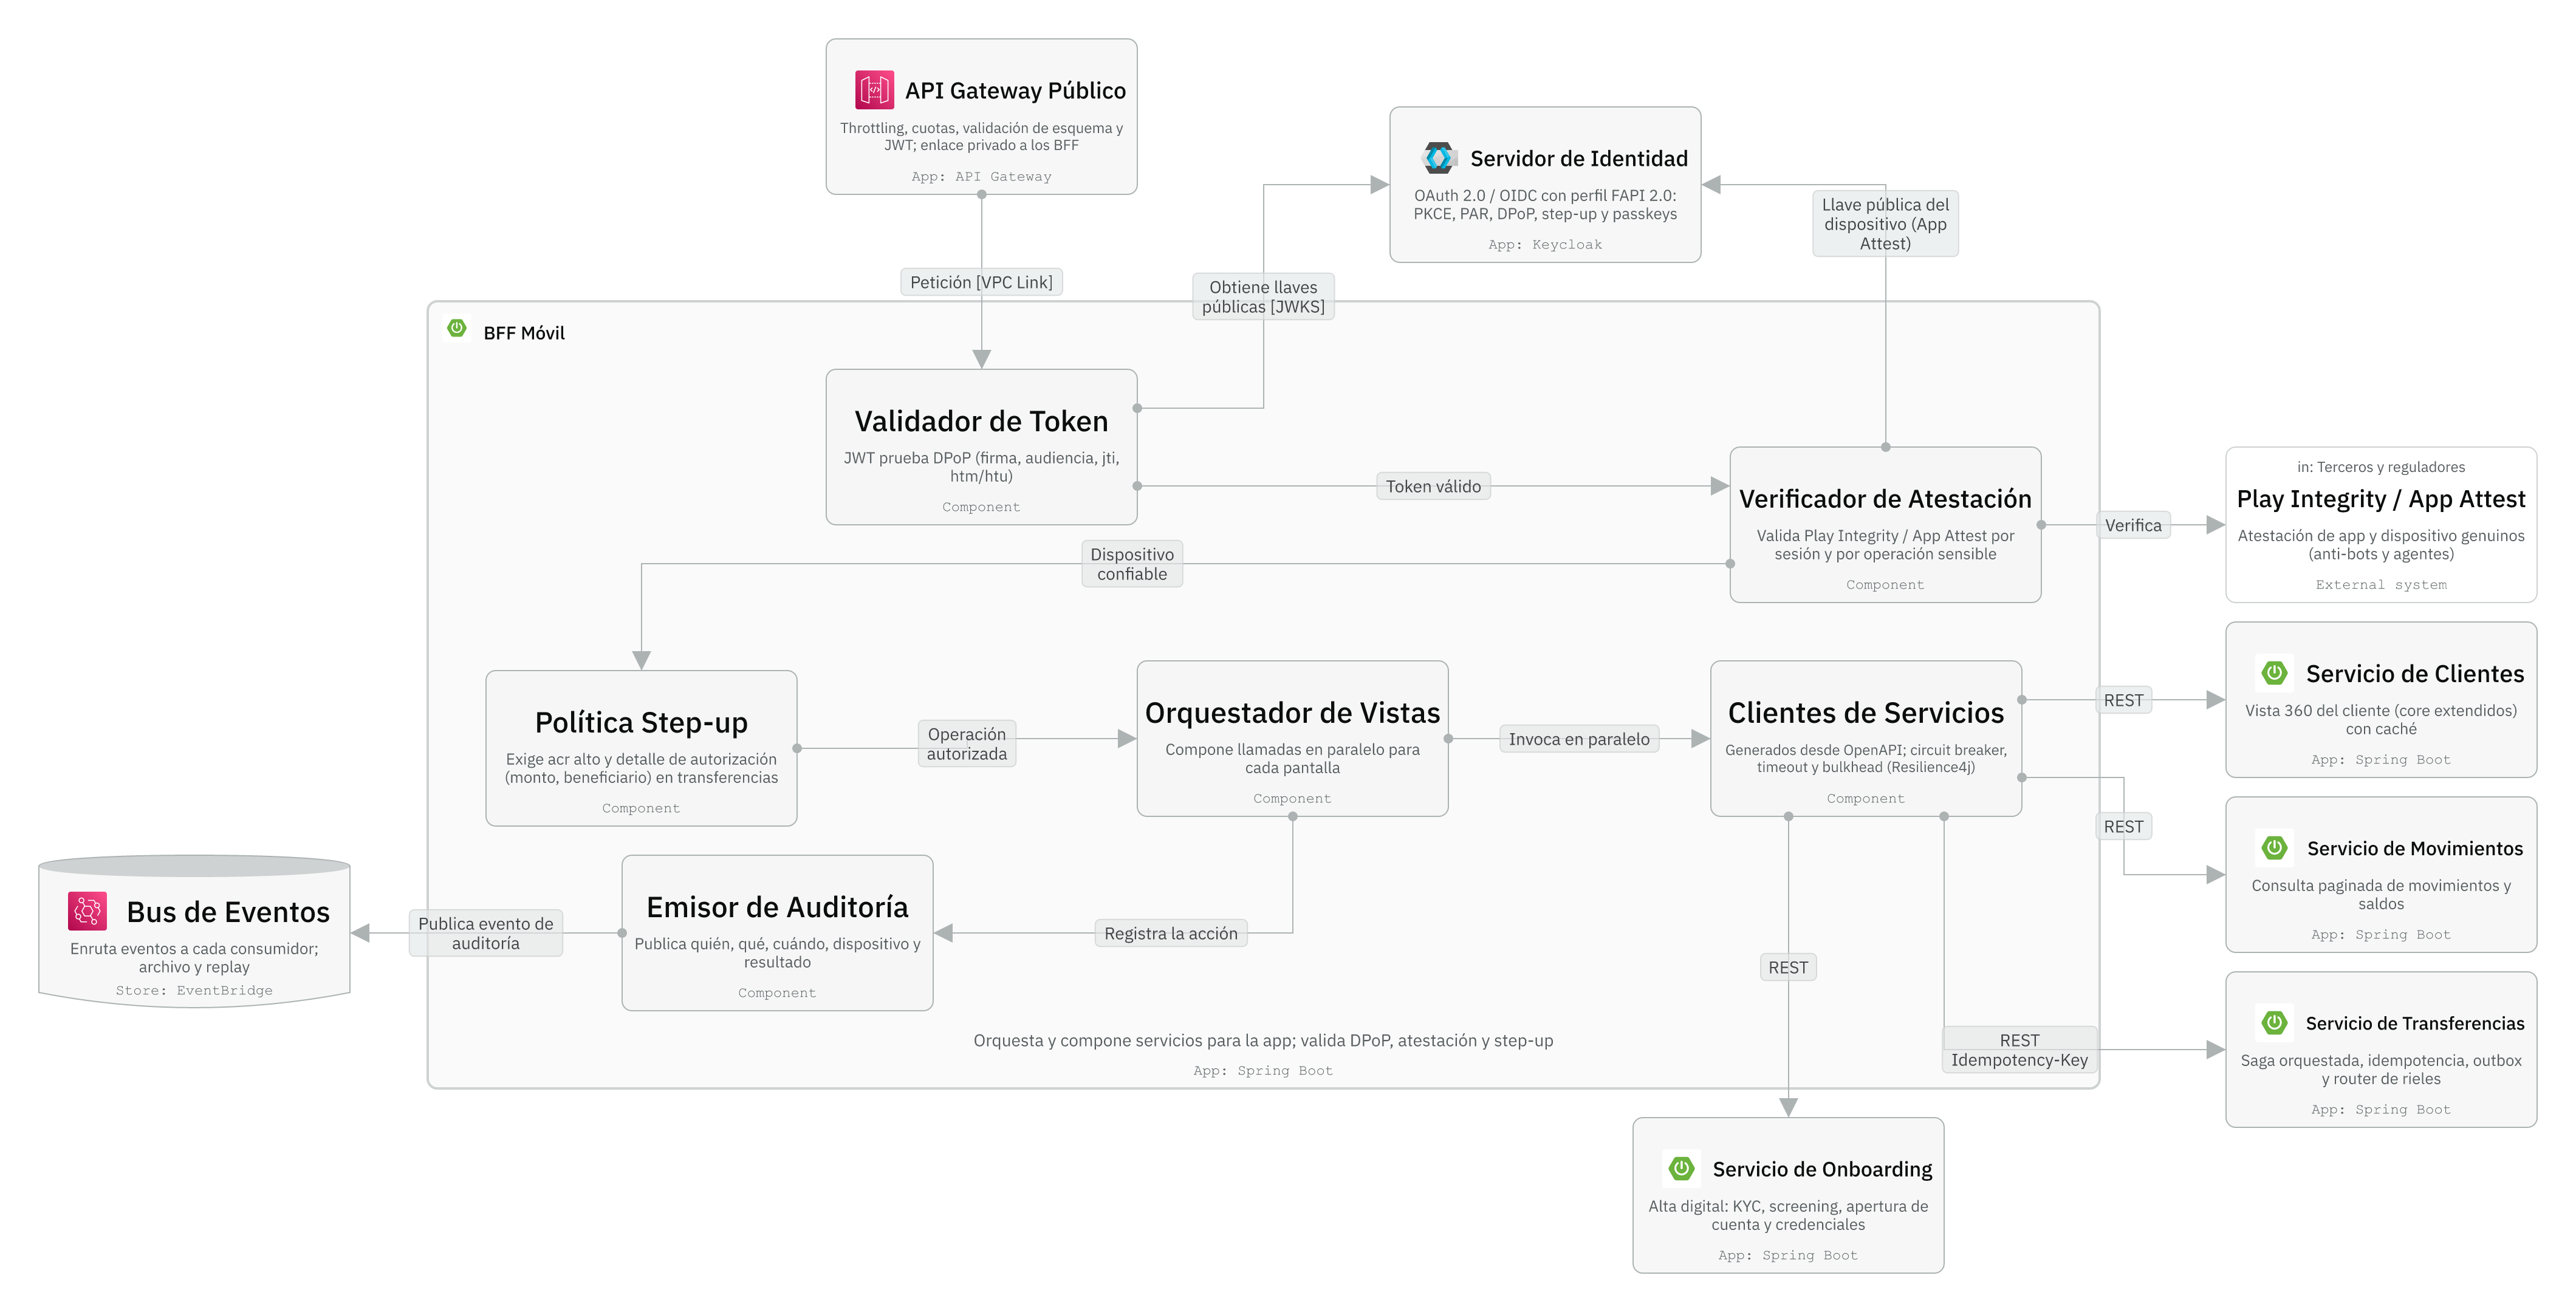 API Gateway Público
Throttling, cuotas, validación de esquema y
JWT; enlace privado a los BFF
App: API Gateway
Servidor de Identidad
OAuth 2.0 / OIDC con perfil FAPI 2.0:
PKCE, PAR, DPoP, step-up y passkeys
App: Keycloak
Llave pública del
dispositivo (App
Attest)
Petición [VPC Link]
Obtiene llaves
públicas [JWKS]
BFF Móvil
Validador de Token
JWT prueba DPoP (firma, audiencia, jti,
htm/htu)
Component
Token válido
Verificador de Atestación
Valida Play Integrity / App Attest por
sesión y por operación sensible
Component
Verifica
in: Terceros y reguladores
Play Integrity / App Attest
Atestación de app y dispositivo genuinos
(anti-bots y agentes)
External system
Dispositivo
confiable
Política Step-up
Exige acr alto y detalle de autorización
(monto, beneficiario) en transferencias
Component
Operación
autorizada
Orquestador de Vistas
Compone llamadas en paralelo para
cada pantalla
Component
Invoca en paralelo
Clientes de Servicios
Generados desde OpenAPI; circuit breaker,
timeout y bulkhead (Resilience4j)
Component
REST
Servicio de Clientes
Vista 360 del cliente (core extendidos)
con caché
App: Spring Boot
REST
Servicio de Movimientos
Consulta paginada de movimientos y
saldos
App: Spring Boot
Bus de Eventos
Enruta eventos a cada consumidor;
archivo y replay
Store: EventBridge
Publica evento de
auditoría
Emisor de Auditoría
Publica quién, qué, cuándo, dispositivo y
resultado
Component
Registra la acción
REST
REST
Idempotency-Key
Servicio de Transferencias
Saga orquestada, idempotencia, outbox
y router de rieles
App: Spring Boot
Orquesta y compone servicios para la app; valida DPoP, atestación y step-up
App: Spring Boot
Servicio de Onboarding
Alta digital: KYC, screening, apertura de
cuenta y credenciales
App: Spring Boot